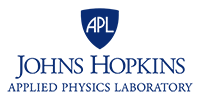 APL
JOHNS HOPKINS
APPLIED PHYSICS LABORATORY